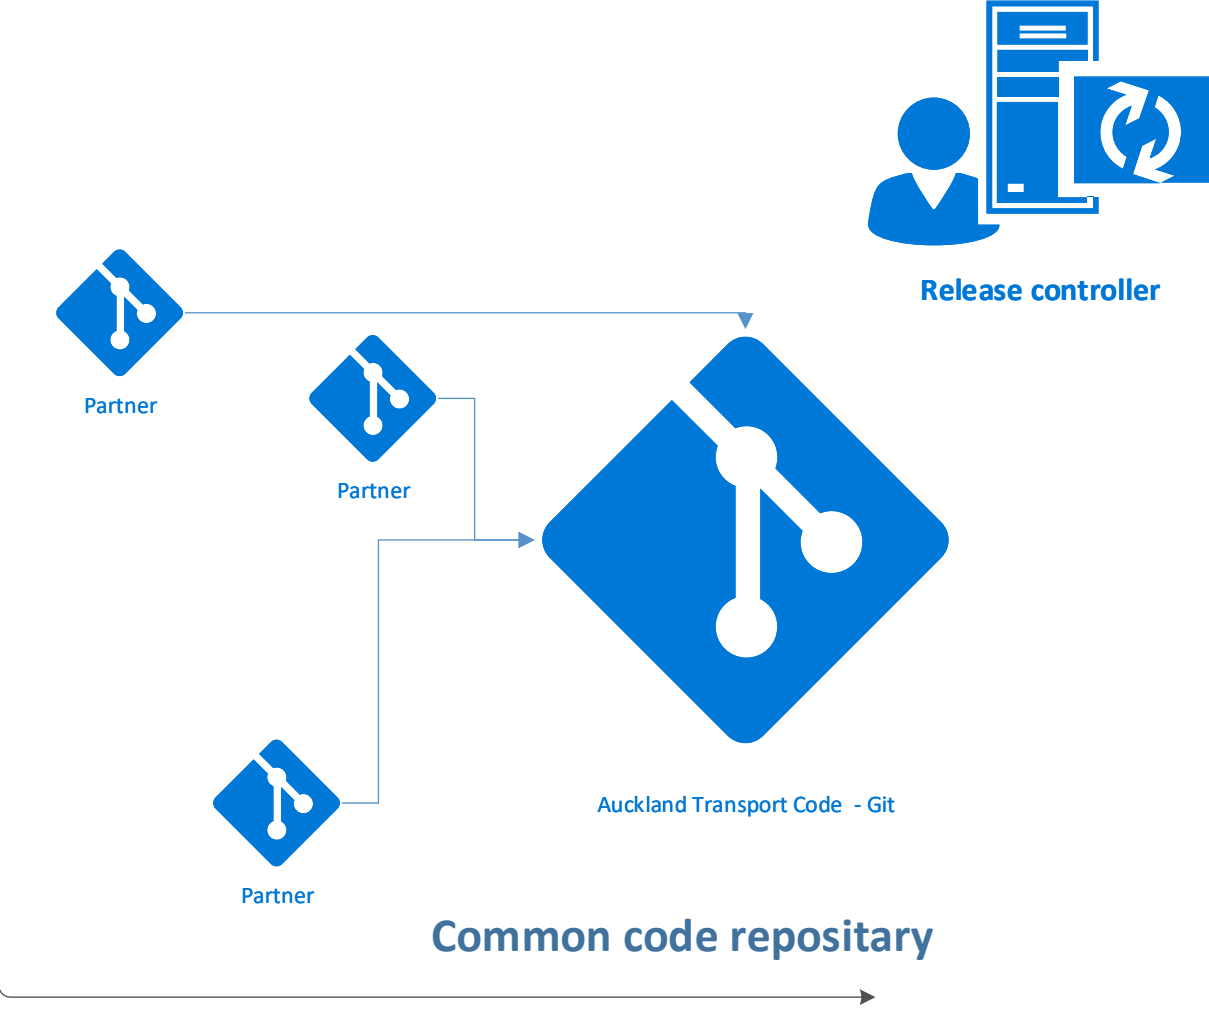 Release controller
Partner
Partner
Auckland Transport Code - Git
Partner
Common code repositary